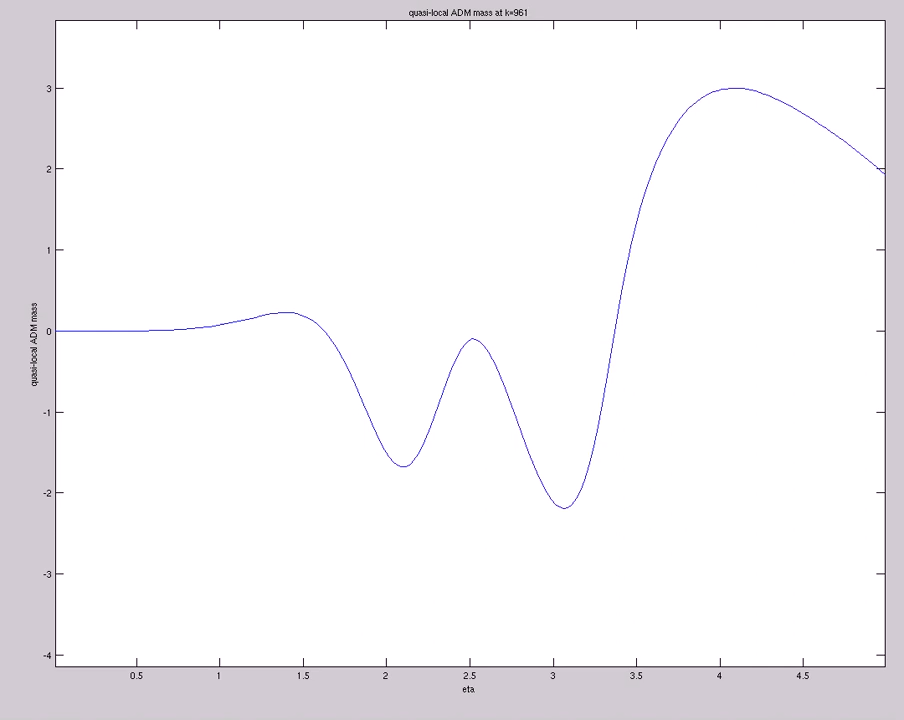 quasi-local ADM mass at k=961
quasi-local ADM mass
3
2
1
0
-1
-2
-3
-4
0.5 1 1.5 2 2.5 3 3.5 4 4.5
eta